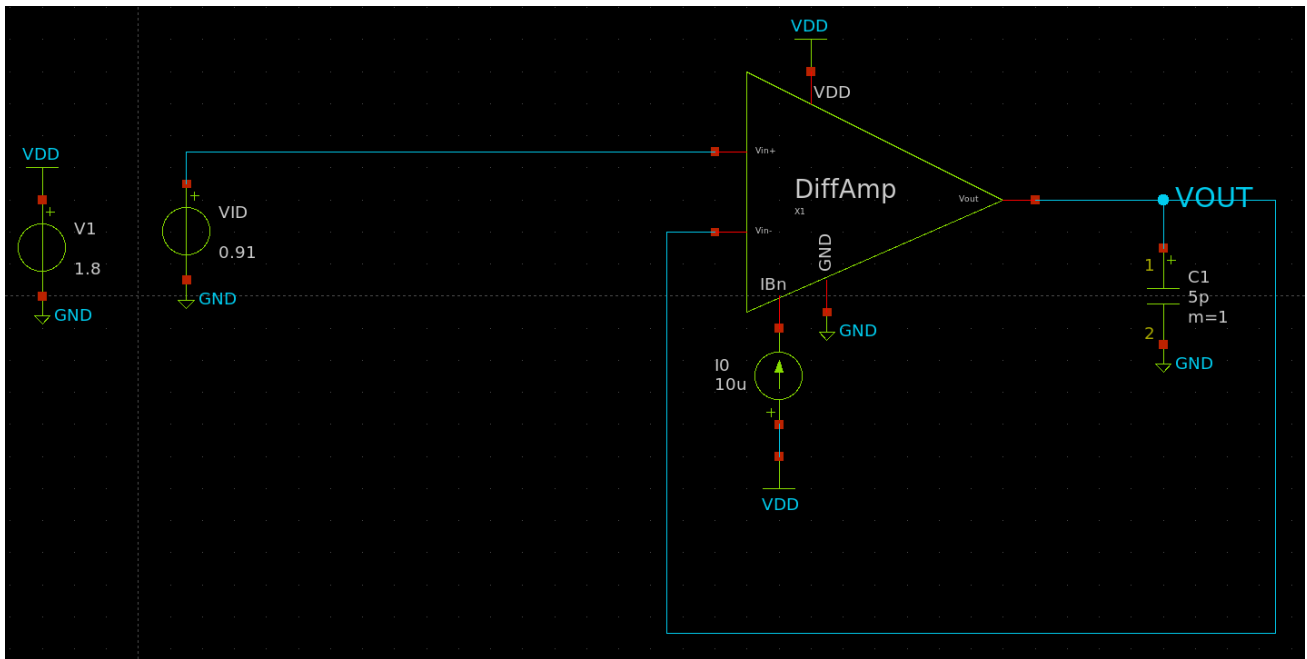 VDD
VDD
Vin+
VDD
+
V1
1.8
GND
+
VID
0.91
GND
DiffAmp
X1
Vout
VOUT
Vin-
GND
IBn
GND
I0
10u
+
VDD
1
+
C1
5p
m=1
2
GND